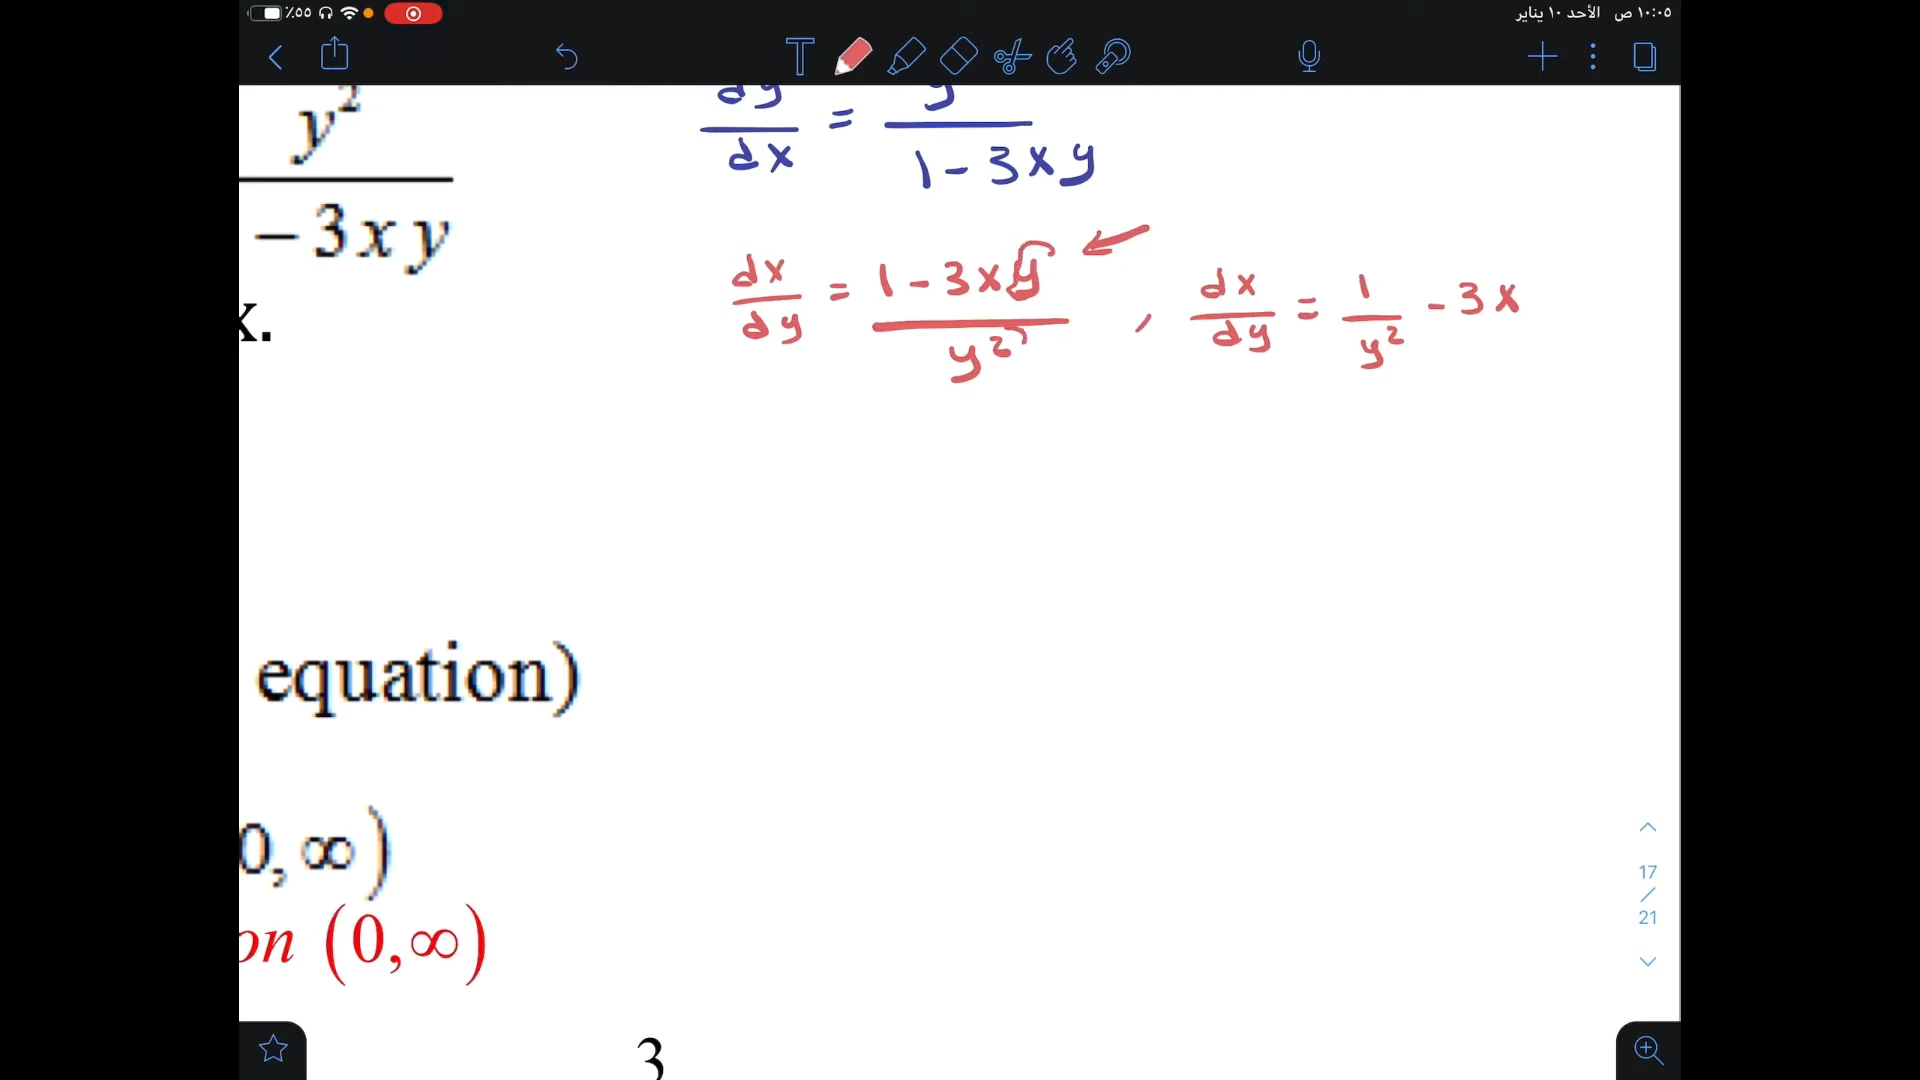 ٪٥٥ ١٠:٠٥ ص الأحد ١٠ يناير
y²
- 3 x y
x.
dy/dx = y/(1 - 3xy)
dx/dy = (1 - 3xy)/y² , dx/dy = 1/y² - 3x
equation)
0, ∞)
on (0, ∞)
3
17
/
21